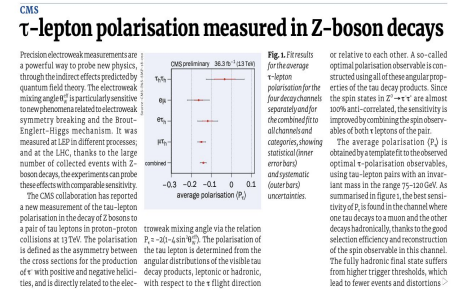 CMS
τ-lepton polarisation measured in Z-boson decays
Precision electroweak measurements are
a powerful way to probe new physics,
through the indirect effects predicted by
quantum field theory. The electroweak
mixing angle θ is particularly sensitive
to new phenomena related to electroweak
symmetry breaking and the Brout–
Englert–Higgs mechanism. It was
measured at LEP in different processes;
and at the LHC, thanks to the large
number of collected events with Z-
boson decays, the experiments can probe
these effects with comparable sensitivity.
The CMS collaboration has reported
a new measurement of the tau-lepton
polarisation in the decay of Z bosons to
a pair of tau leptons in proton–proton
collisions at 13 TeV. The polarisation
is defined as the asymmetry between
the cross sections for the production
of τ⁻ with positive and negative helici-
ties, and is directly related to the elec-
CMS preliminary 36.3 fb⁻¹ (13 TeV)
τₕτₕ
eμ
eτₕ
μτₕ
combined
−0.3 −0.2 −0.1 0 0.1
average polarisation ⟨Pτ⟩
Fig. 1. Fit results
for the average
τ-lepton
polarisation for the
four decay channels
separately and for
the combined fit to
all channels and
categories, showing
statistical (inner
error bars)
and systematic
(outer bars)
uncertainties.
troweak mixing angle via the relation
Pτ = –2(1–4 sin²θ). The polarisation of
the tau lepton is determined from the
angular distributions of the visible tau
decay products, leptonic or hadronic,
with respect to the τ flight direction
or relative to each other. A so-called
optimal polarisation observable is con-
structed using all of these angular prop-
erties of the tau decay products. Since
the spin states in Z⁰→τ⁺τ⁻ are almost
100% anti-correlated, the sensitivity is
improved by combining the spin observ-
ables of both τ leptons of the pair.
The average polarisation ⟨Pτ⟩ is
obtained by a template fit to the observed
optimal τ-polarisation observables,
using tau-lepton pairs with an invar-
iant mass in the range 75–120 GeV. As
summarised in figure 1, the best sensi-
tivity of Pτ is found in the channel where
one tau decays to a muon and the other
decays hadronically, thanks to the good
selection efficiency and reconstruction
of the spin observable in this channel.
The fully hadronic final state suffers
from higher trigger thresholds, which
lead to fewer events and distortions ▷